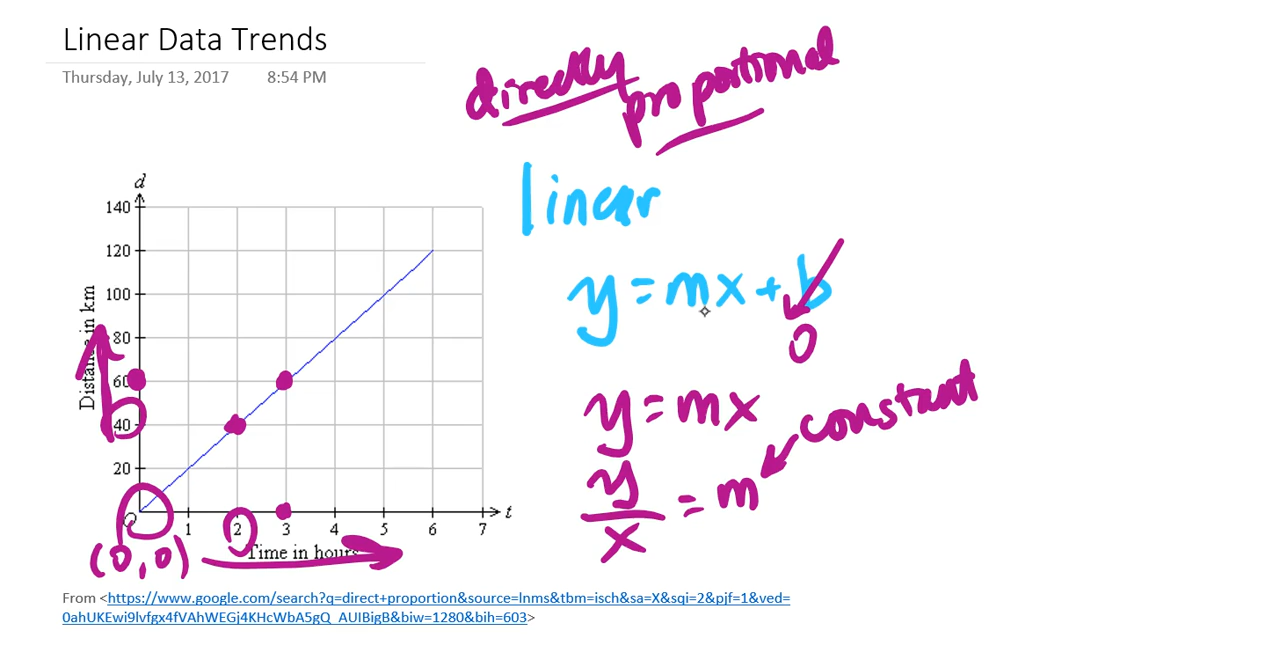 Linear Data Trends
Thursday, July 13, 2017 8:54 PM
directly proportional
linear
y = mx + b
0
y = mx
y/x = m
constant
d
140
120
100
80
60
40
20
Distance in km
O
1 2 3 4 5 6 7 t
Time in hours
(0,0)
From <https://www.google.com/search?q=direct+proportion&source=lnms&tbm=isch&sa=X&sqi=2&pjf=1&ved=
0ahUKEwi9lvfgx4fVAhWEGj4KHcWbA5gQ_AUIBigB&biw=1280&bih=603>